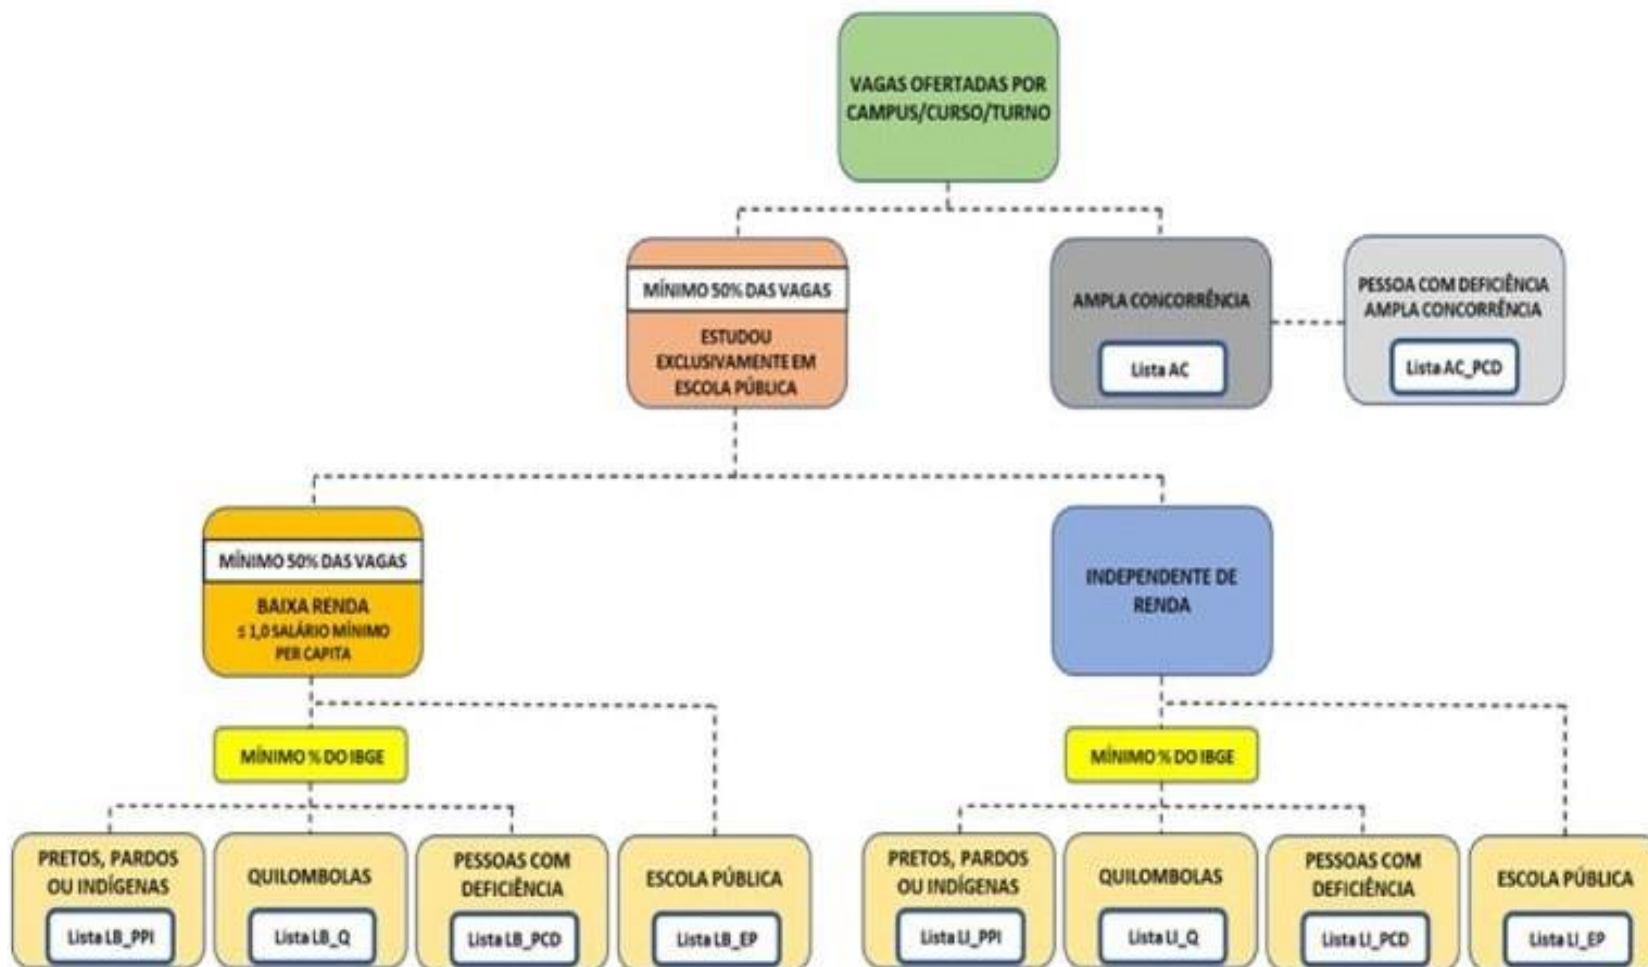 VAGAS OFERTADAS POR
CAMPUS/CURSO/TURNO
MÍNIMO 50% DAS VAGAS
ESTUDOU
EXCLUSIVAMENTE EM
ESCOLA PÚBLICA
AMPLA CONCORRÊNCIA
Lista AC
PESSOA COM DEFICIÊNCIA
AMPLA CONCORRÊNCIA
Lista AC_PCD
MÍNIMO 50% DAS VAGAS
BAIXA RENDA
≤ 1,0 SALÁRIO MÍNIMO
PER CAPITA
INDEPENDENTE DE
RENDA
MÍNIMO % DO IBGE
MÍNIMO % DO IBGE
PRETOS, PARDOS
OU INDÍGENAS
Lista LB_PPI
QUILOMBOLAS
Lista LB_Q
PESSOAS COM
DEFICIÊNCIA
Lista LB_PCD
ESCOLA PÚBLICA
Lista LB_EP
PRETOS, PARDOS
OU INDÍGENAS
Lista LI_PPI
QUILOMBOLAS
Lista LI_Q
PESSOAS COM
DEFICIÊNCIA
Lista LI_PCD
ESCOLA PÚBLICA
Lista LI_EP